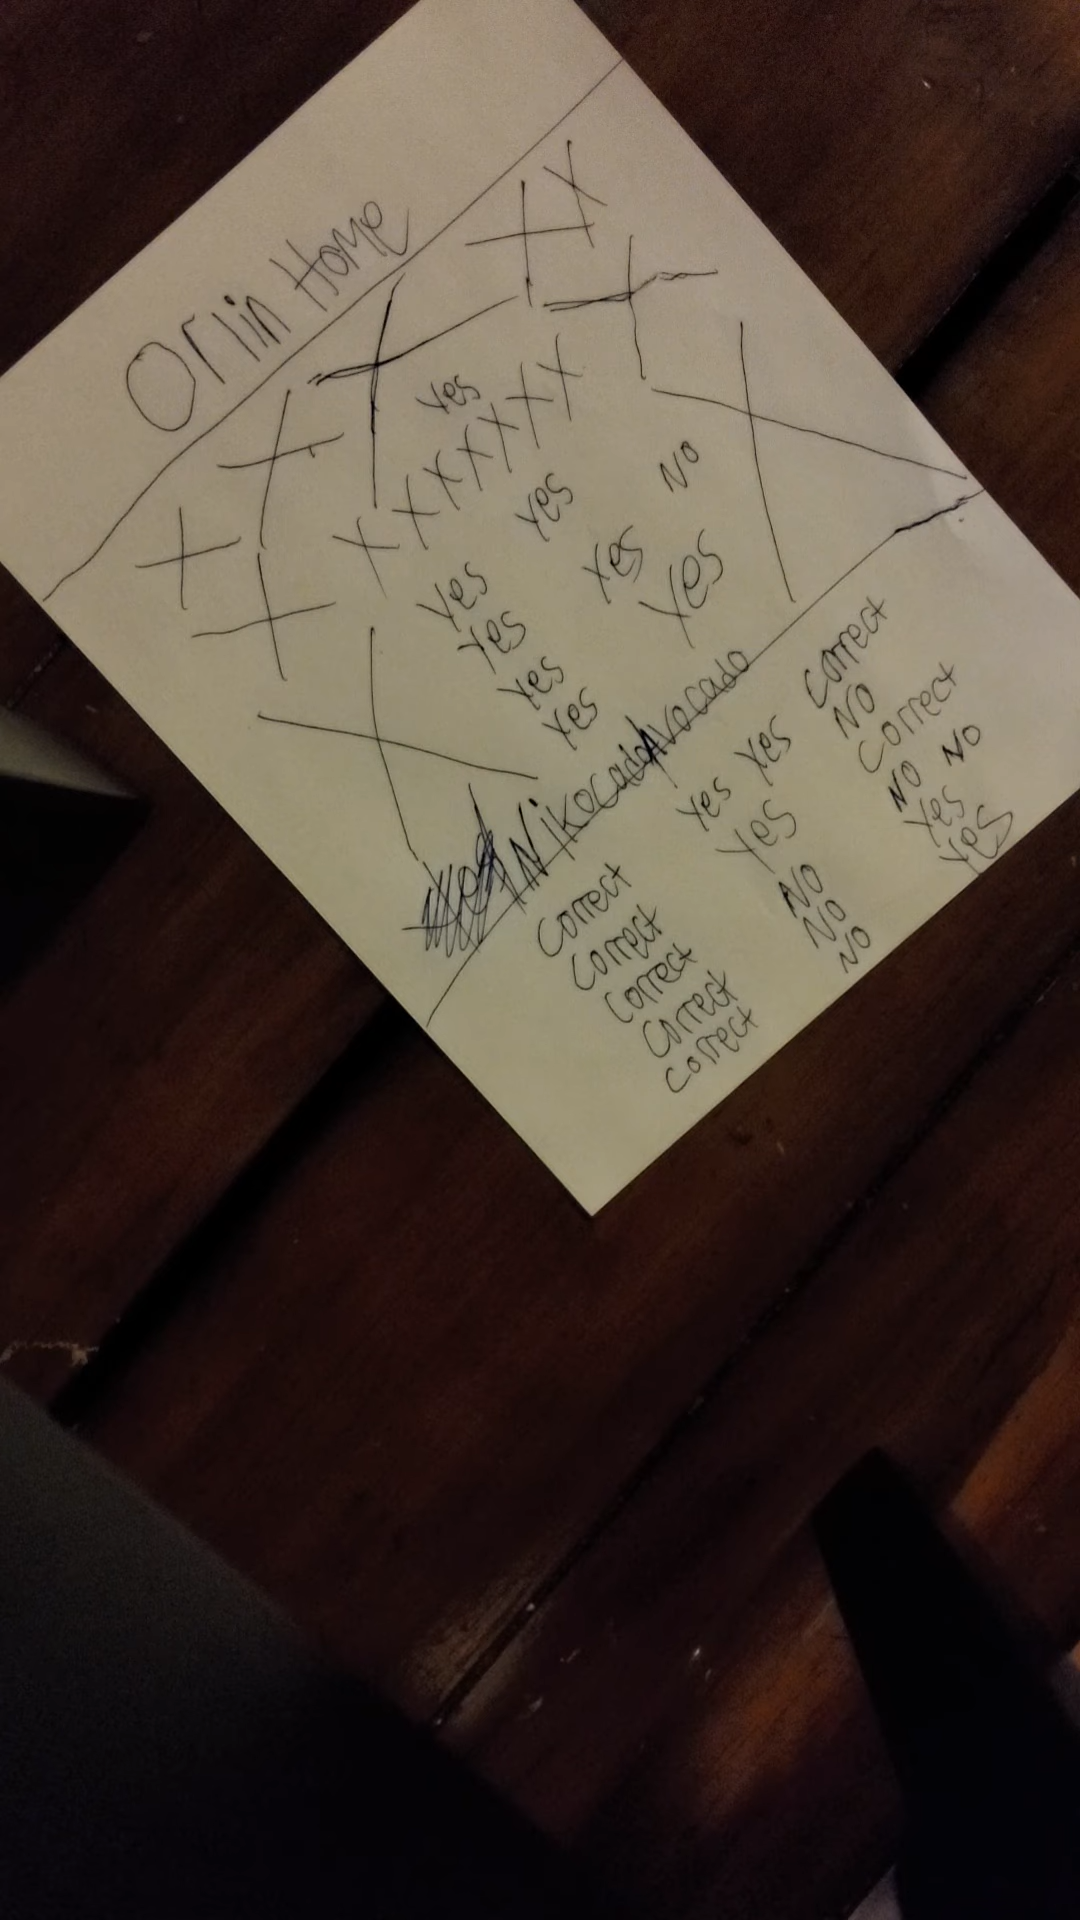 Orlin Home
X X X X X X X X X X
Yes
X X X X X X
Yes Yes No
Yes Yes
Yes Yes
Yes
Nikocado Avocado
Correct Yes Yes Correct
Correct Yes No
Correct No Correct
Correct No No No
Correct No Yes
Yes